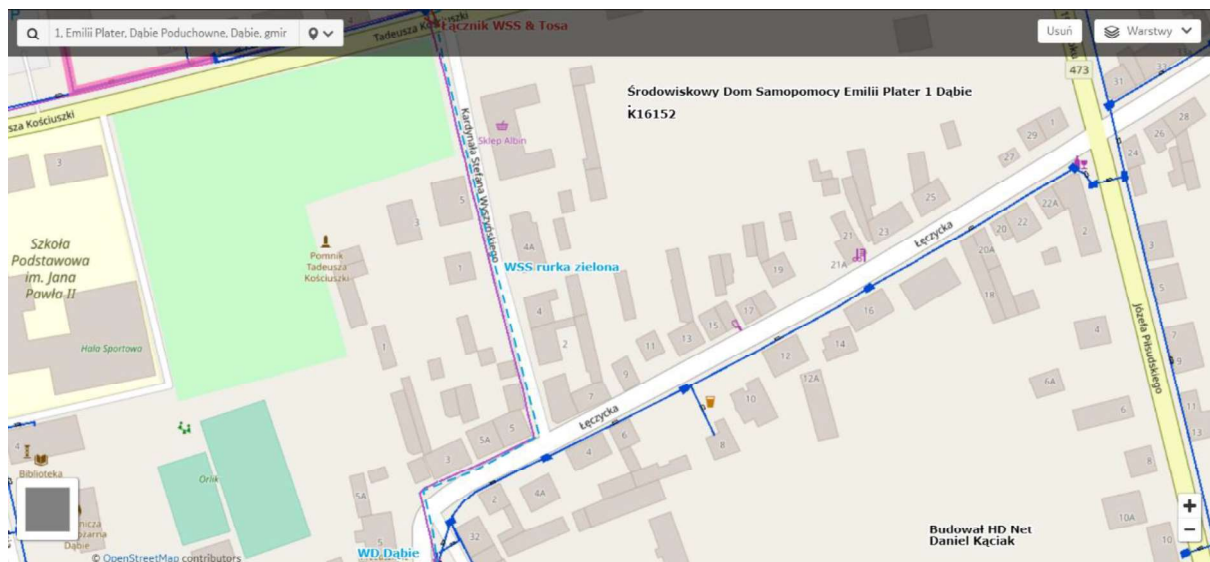 1, Emilii Plater, Dąbie Poduchowne, Dąbie, gmir
Usuń
Warstwy
Łącznik WSS & Tosa
Tadeusza Kościuszki
sza Kościuszki
473
Środowiskowy Dom Samopomocy Emilii Plater 1 Dąbie
.
K16152
Sklep Albin
Kardynała Stefana Wyszyńskiego
31
33
1
29
27
28
26
24
25
23
21
21A
19
17
15
13
11
9
7
22A
22
20
20A
18
16
14
12
12A
10
8
6
4
4A
2
3
5
Łęczycka
Szkoła
Podstawowa
im. Jana
Pawła II
Hala Sportowa
Pomnik
Tadeusza
Kościuszki
3
5
1
1
4A
4
2
WSS rurka zielona
Józefa Piłsudskiego
2
3
5
4
7
9
6A
6
11
13
8
10A
10
Łęczycka
5
5A
3
5A
5
32
4
Biblioteka
Orlik
nicza
Dąbie
WD Dąbie
Budował HD Net
Daniel Kąciak
+
−
© OpenStreetMap contributors